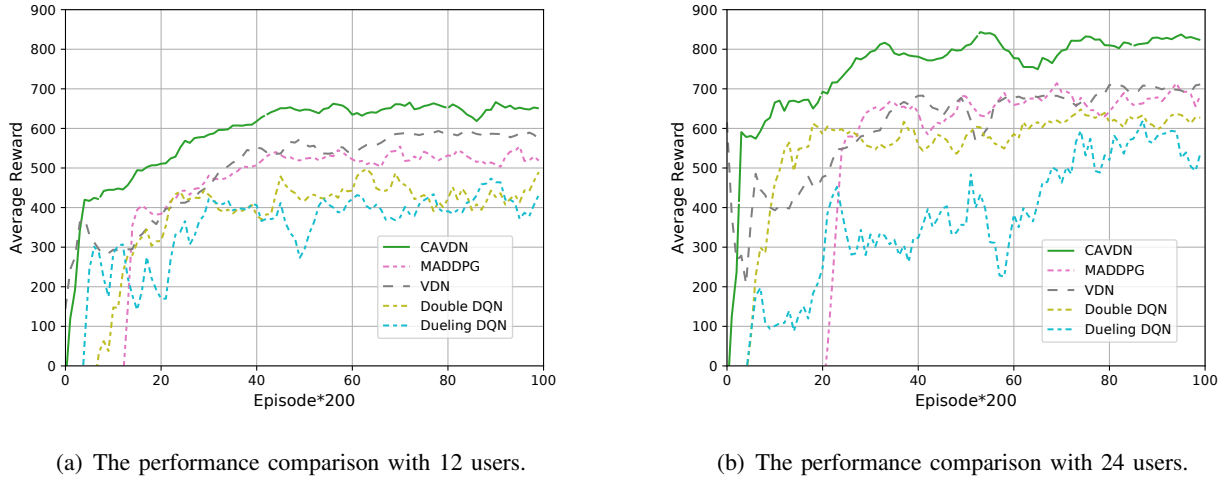 900
800
700
600
500
400
300
200
100
0
0 20 40 60 80 100
Average Reward
Episode*200
CAVDN
MADDPG
VDN
Double DQN
Dueling DQN
(a) The performance comparison with 12 users.
900
800
700
600
500
400
300
200
100
0
0 20 40 60 80 100
Average Reward
Episode*200
CAVDN
MADDPG
VDN
Double DQN
Dueling DQN
(b) The performance comparison with 24 users.